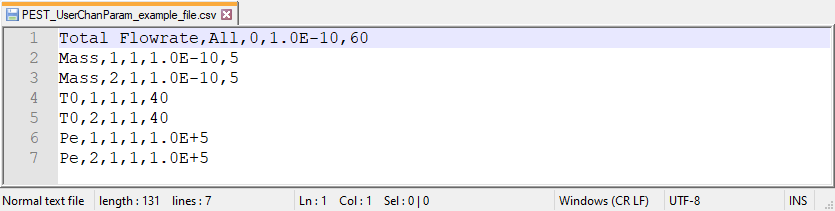 PEST_UserChanParam_example_file.csv
1 Total Flowrate,All,0,1.0E-10,60
2 Mass,1,1,1.0E-10,5
3 Mass,2,1,1.0E-10,5
4 T0,1,1,1,40
5 T0,2,1,1,40
6 Pe,1,1,1,1.0E+5
7 Pe,2,1,1,1.0E+5
Normal text file length : 131 lines : 7 Ln : 1 Col : 1 Sel : 0 | 0 Windows (CR LF) UTF-8 INS